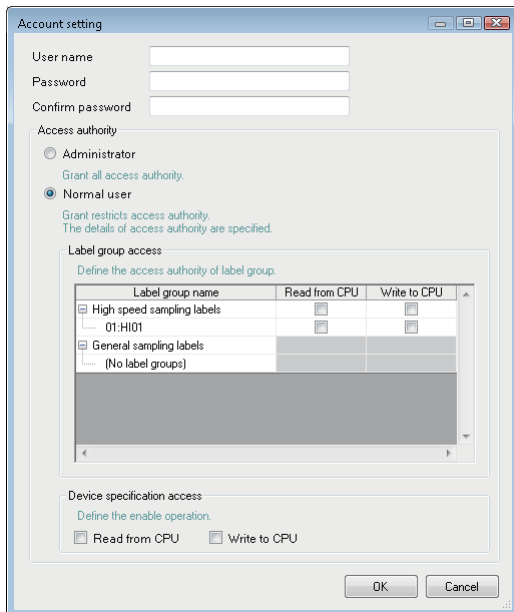 Account setting
User name
Password
Confirm password
Access authority
Administrator
Grant all access authority.
Normal user
Grant restricts access authority.
The details of access authority are specified.
Label group access
Define the access authority of label group.
Label group name Read from CPU Write to CPU
High speed sampling labels
01:HI01
General sampling labels
(No label groups)
Device specification access
Define the enable operation.
Read from CPU Write to CPU
OK Cancel